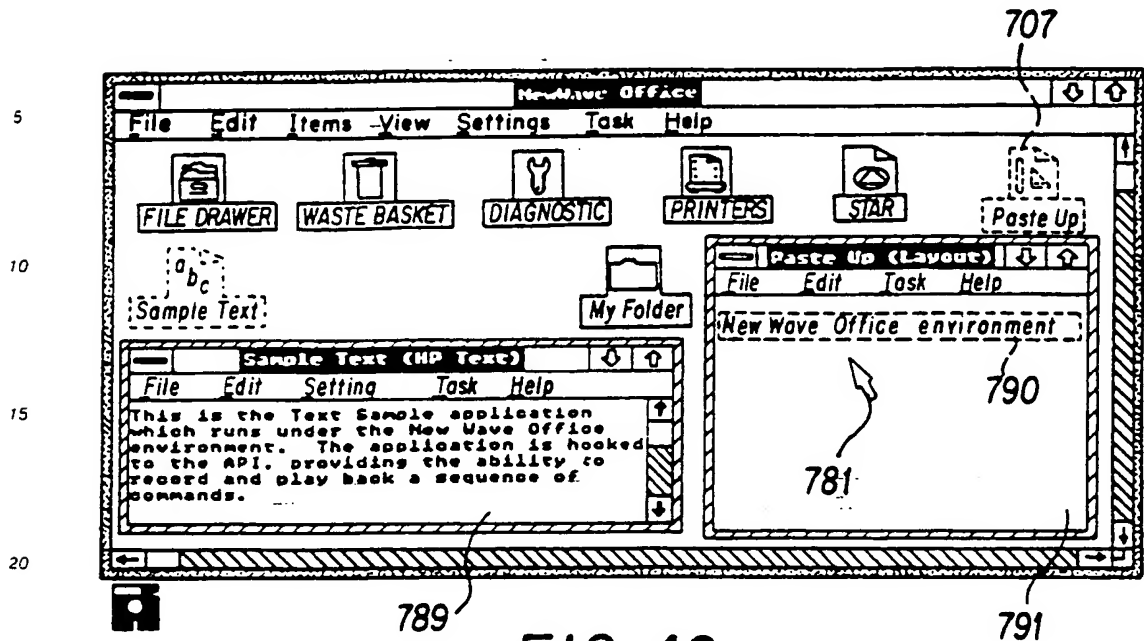 707
NewWave Office
5
File Edit Items View Settings Task Help
FILE DRAWER WASTE BASKET DIAGNOSTIC PRINTERS STAR Paste Up
10
abc
Sample Text
My Folder
Paste Up (Layout)
File Edit Task Help
New Wave Office environment
790
781
Sample Text (HP Text)
File Edit Setting Task Help
15
This is the Text Sample application
which runs under the New Wave Office
environment. The application is hooked
to the API, providing the ability to
record and play back a sequence of
commands.
20
789
791